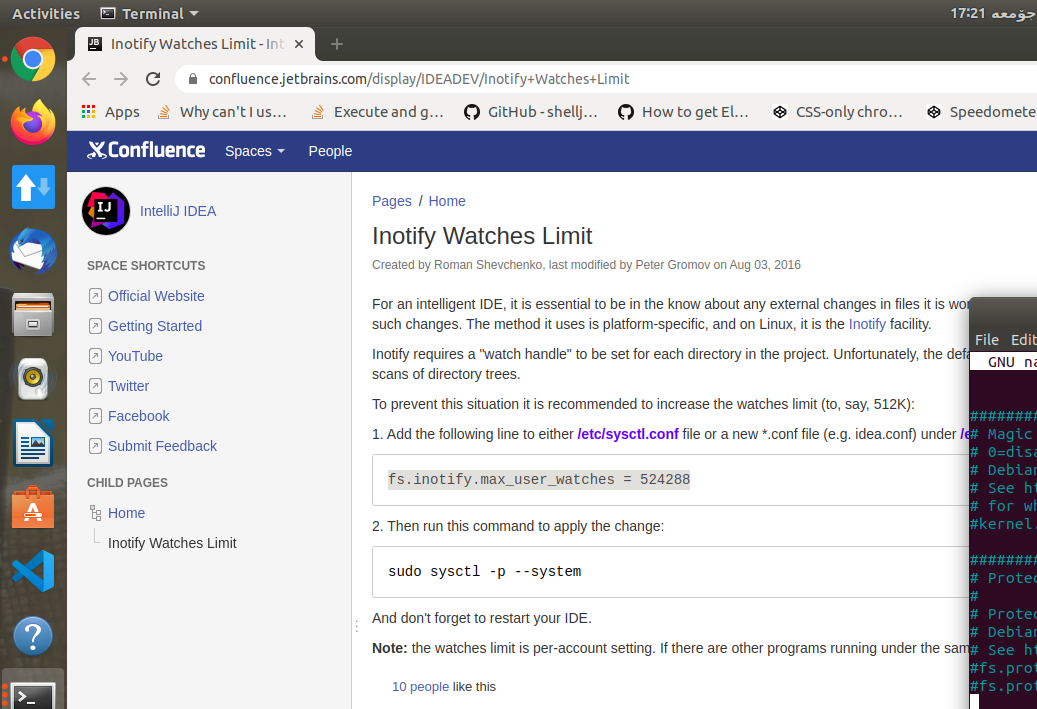 Activities Terminal جۆمعه 17:21
Inotify Watches Limit - Int
confluence.jetbrains.com/display/IDEADEV/Inotify+Watches+Limit
Apps Why can't I us... Execute and g... GitHub - shellj... How to get El... CSS-only chro... Speedomete
Confluence Spaces People
IntelliJ IDEA
SPACE SHORTCUTS
Official Website
Getting Started
YouTube
Twitter
Facebook
Submit Feedback
CHILD PAGES
Home
Inotify Watches Limit
Pages / Home
Inotify Watches Limit
Created by Roman Shevchenko, last modified by Peter Gromov on Aug 03, 2016
For an intelligent IDE, it is essential to be in the know about any external changes in files it is wor
such changes. The method it uses is platform-specific, and on Linux, it is the Inotify facility.
Inotify requires a "watch handle" to be set for each directory in the project. Unfortunately, the defa
scans of directory trees.
To prevent this situation it is recommended to increase the watches limit (to, say, 512K):
1. Add the following line to either /etc/sysctl.conf file or a new *.conf file (e.g. idea.conf) under /e
fs.inotify.max_user_watches = 524288
2. Then run this command to apply the change:
sudo sysctl -p --system
And don't forget to restart your IDE.
Note: the watches limit is per-account setting. If there are other programs running under the sam
10 people like this
File Edit
GNU na
#########
# Magic
# 0=disa
# Debian
# See ht
# for wh
#kernel.
#########
# Protec
#
# Protec
# Debian
# See ht
#fs.prot
#fs.prot